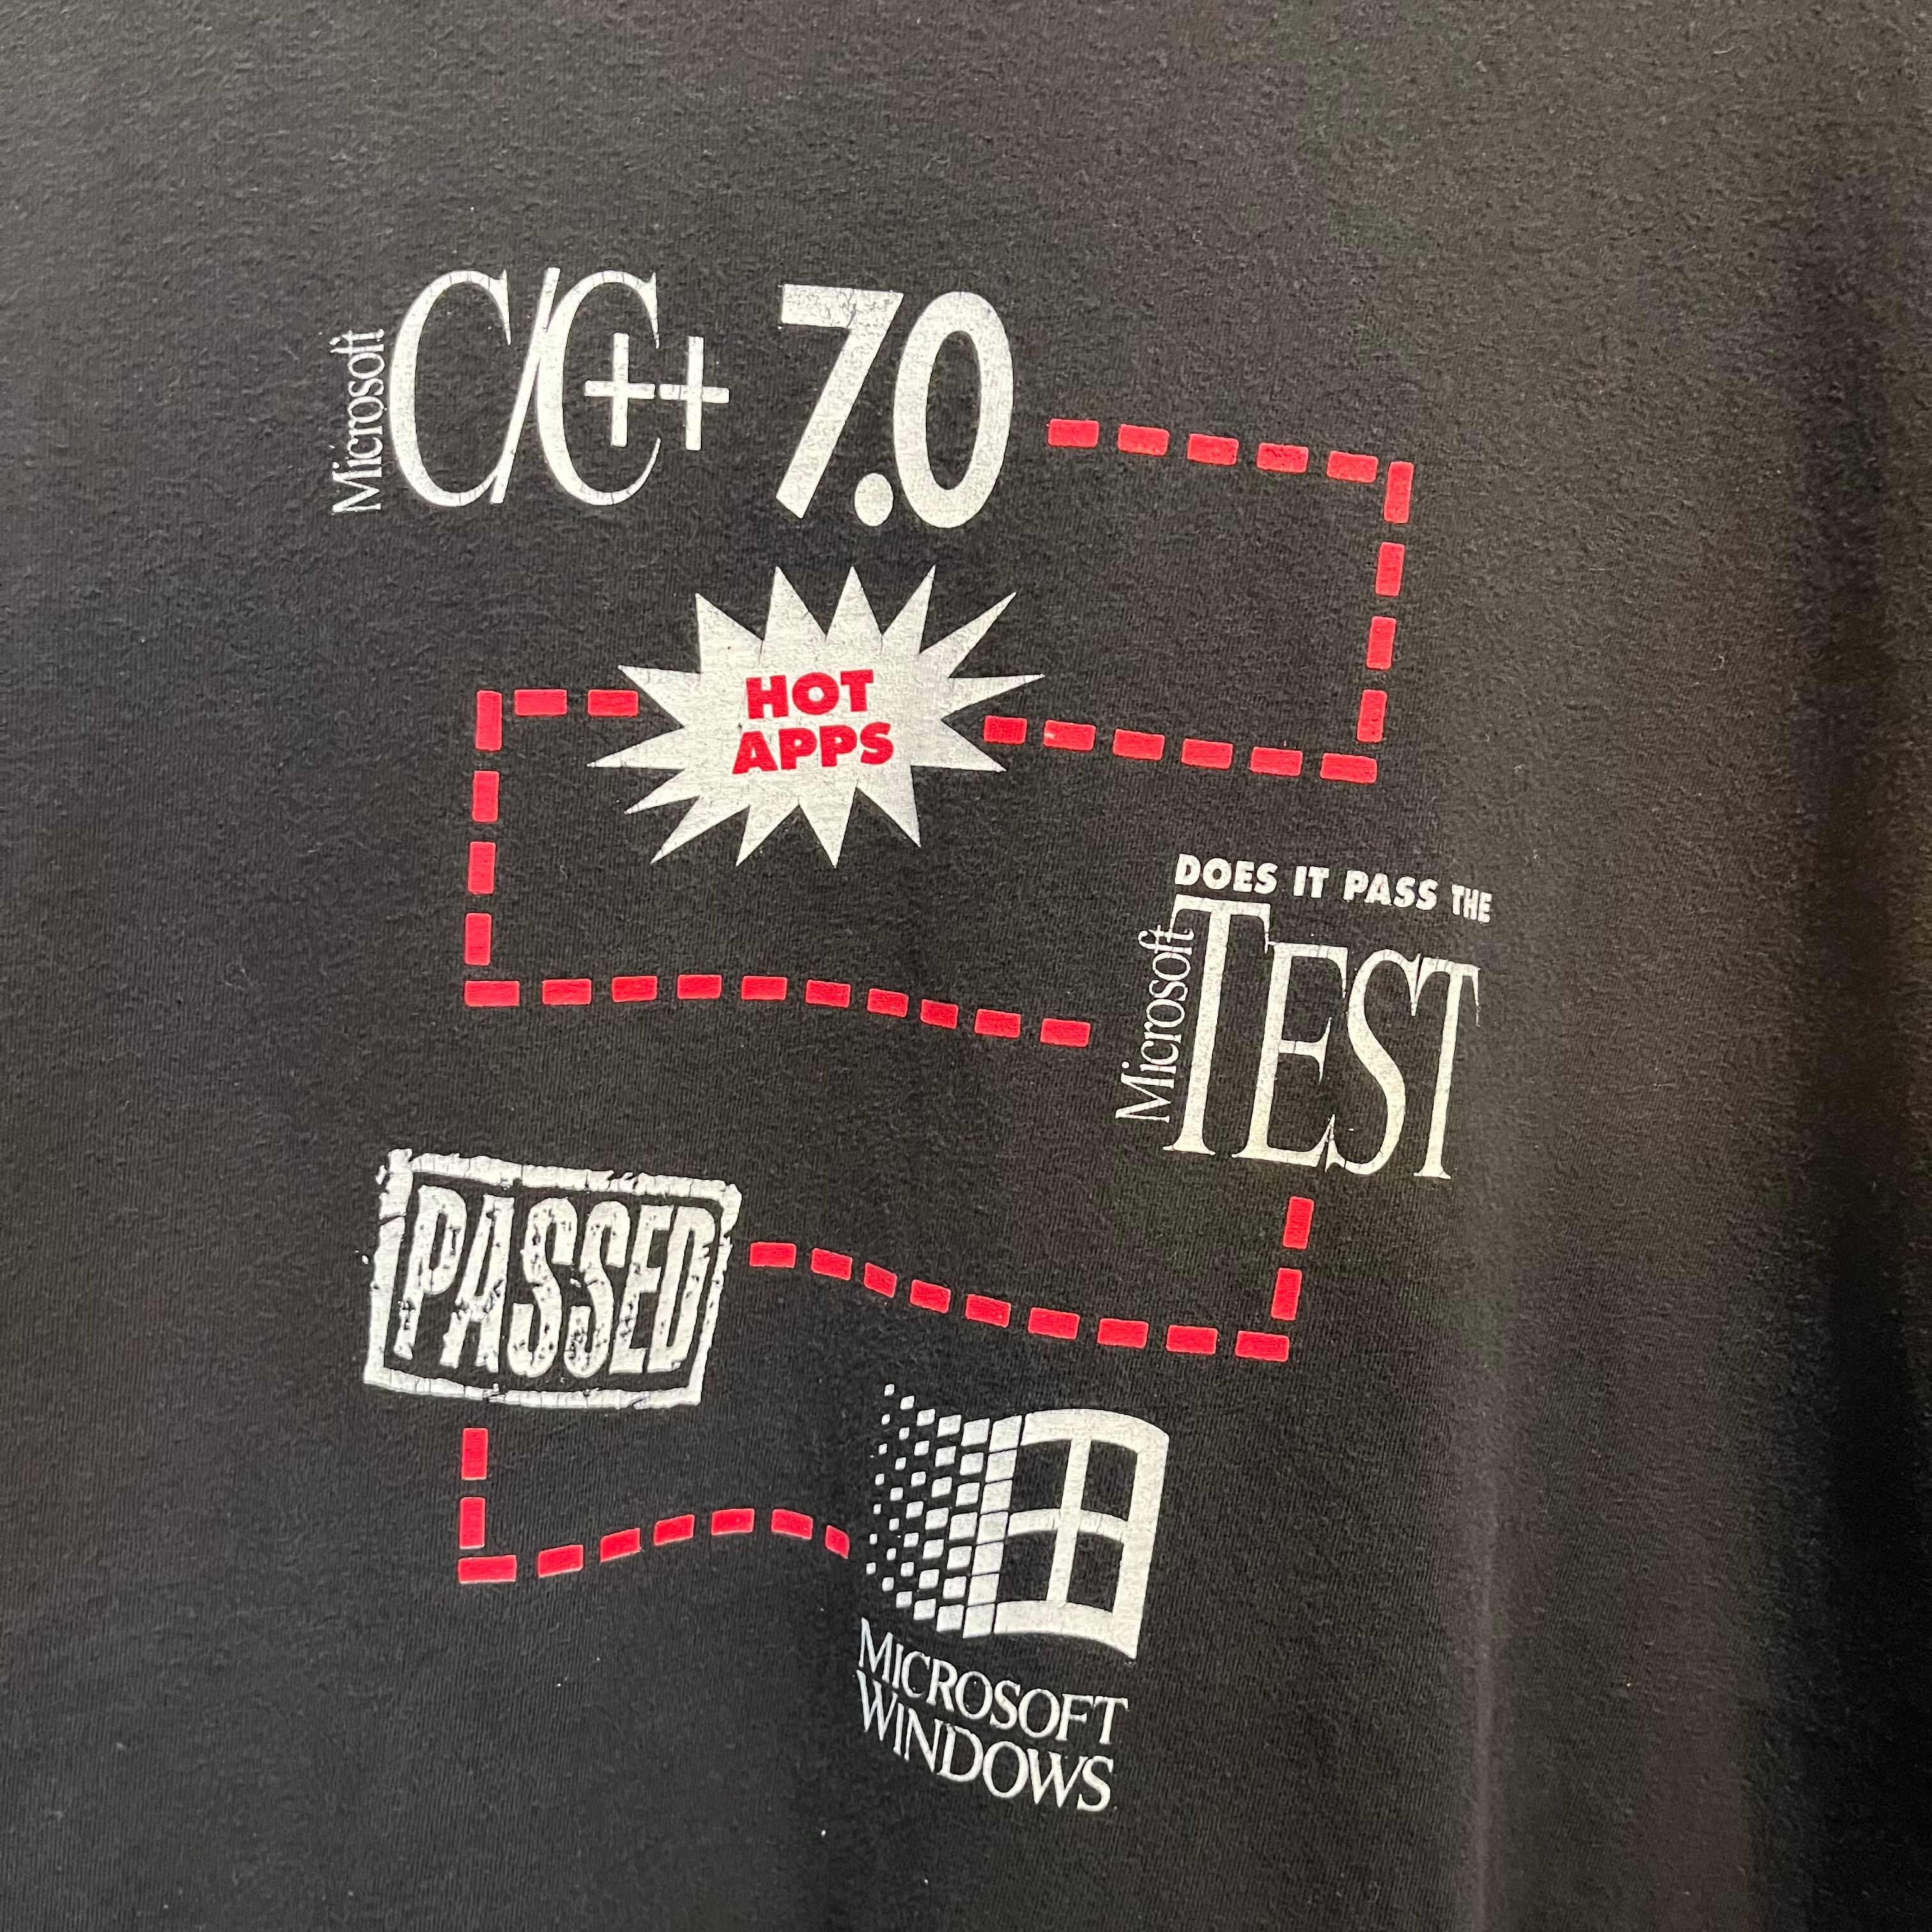 Microsoft C/C++ 7.0
HOT
APPS
DOES IT PASS THE
Microsoft TEST
PASSED
MICROSOFT
WINDOWS